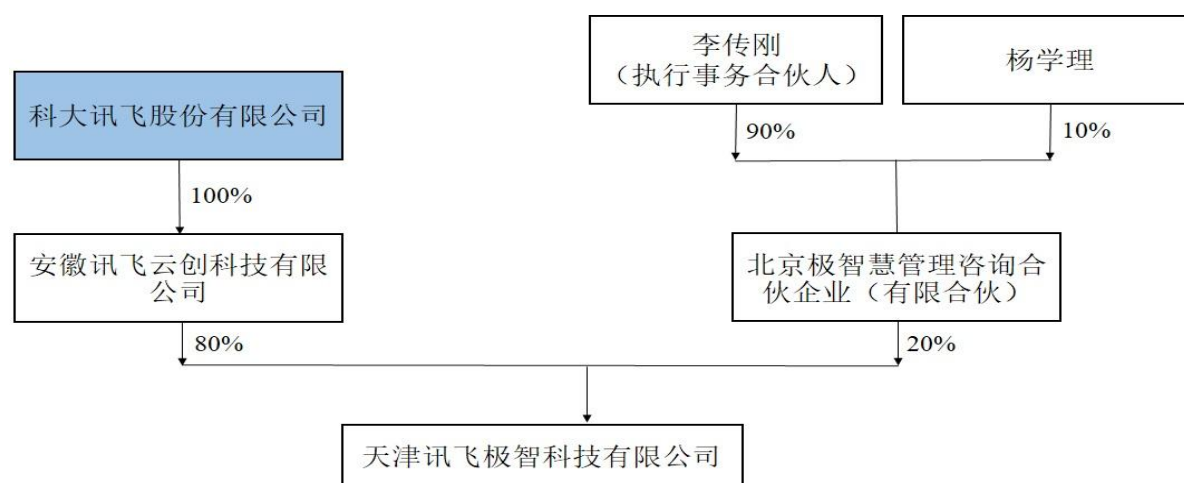 李传刚
（执行事务合伙人）
杨学理
科大讯飞股份有限公司
90%
10%
100%
安徽讯飞云创科技有限
公司
北京极智慧管理咨询合
伙企业（有限合伙）
80%
20%
天津讯飞极智科技有限公司